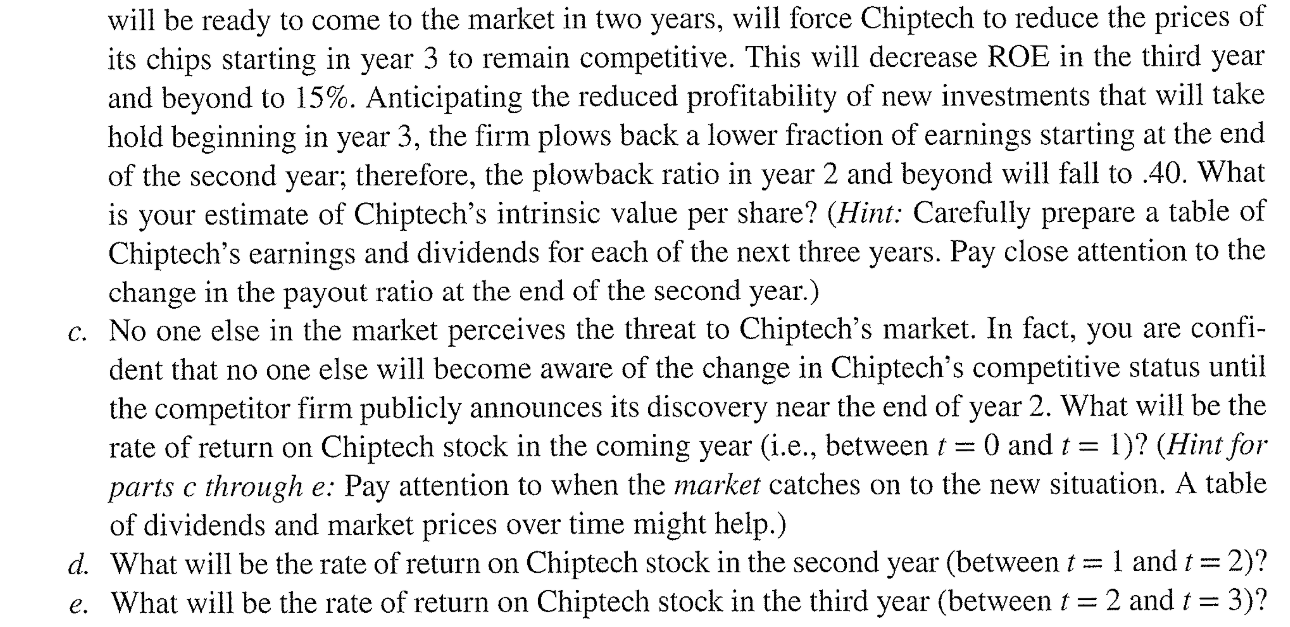 will be ready to come to the market in two years, will force Chiptech to reduce the prices of
its chips starting in year 3 to remain competitive. This will decrease ROE in the third year
and beyond to 15%. Anticipating the reduced profitability of new investments that will take
hold beginning in year 3, the firm plows back a lower fraction of earnings starting at the end
of the second year; therefore, the plowback ratio in year 2 and beyond will fall to .40. What
is your estimate of Chiptech's intrinsic value per share? (Hint: Carefully prepare a table of
Chiptech's earnings and dividends for each of the next three years. Pay close attention to the
change in the payout ratio at the end of the second year.)
c. No one else in the market perceives the threat to Chiptech's market. In fact, you are confi-
dent that no one else will become aware of the change in Chiptech's competitive status until
the competitor firm publicly announces its discovery near the end of year 2. What will be the
rate of return on Chiptech stock in the coming year (i.e., between t = 0 and t = 1)? (Hint for
parts c through e: Pay attention to when the market catches on to the new situation. A table
of dividends and market prices over time might help.)
d. What will be the rate of return on Chiptech stock in the second year (between t = 1 and t = 2)?
e. What will be the rate of return on Chiptech stock in the third year (between t = 2 and t = 3)?